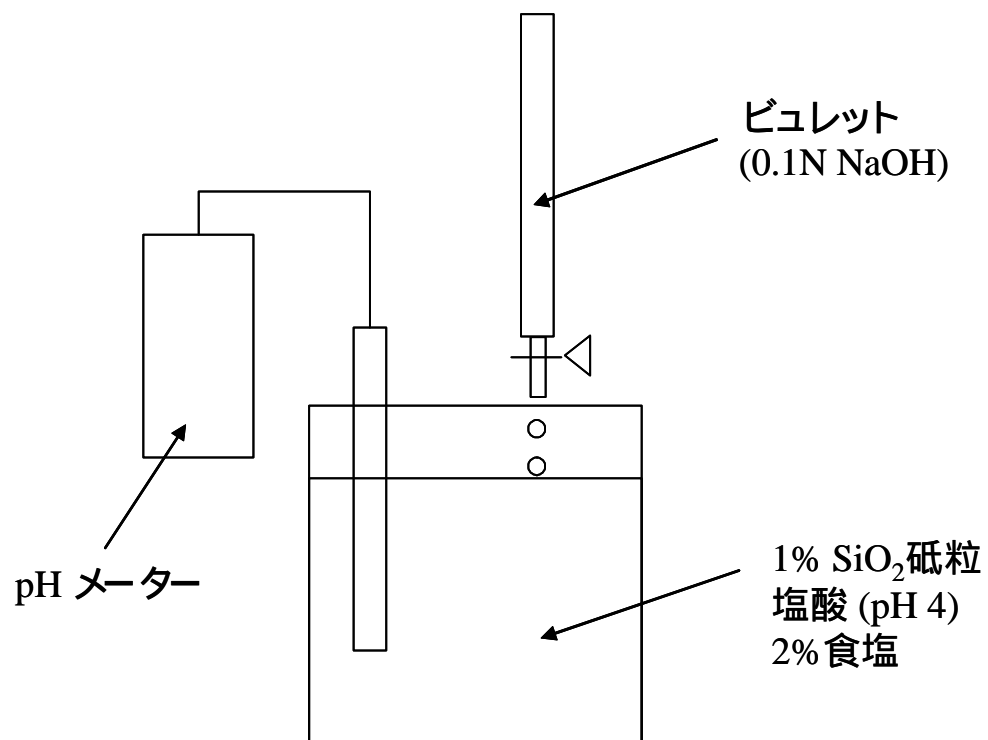 ビュレット
(0.1N NaOH)
pH メーター
1% SiO₂砥粒
塩酸 (pH 4)
2%食塩